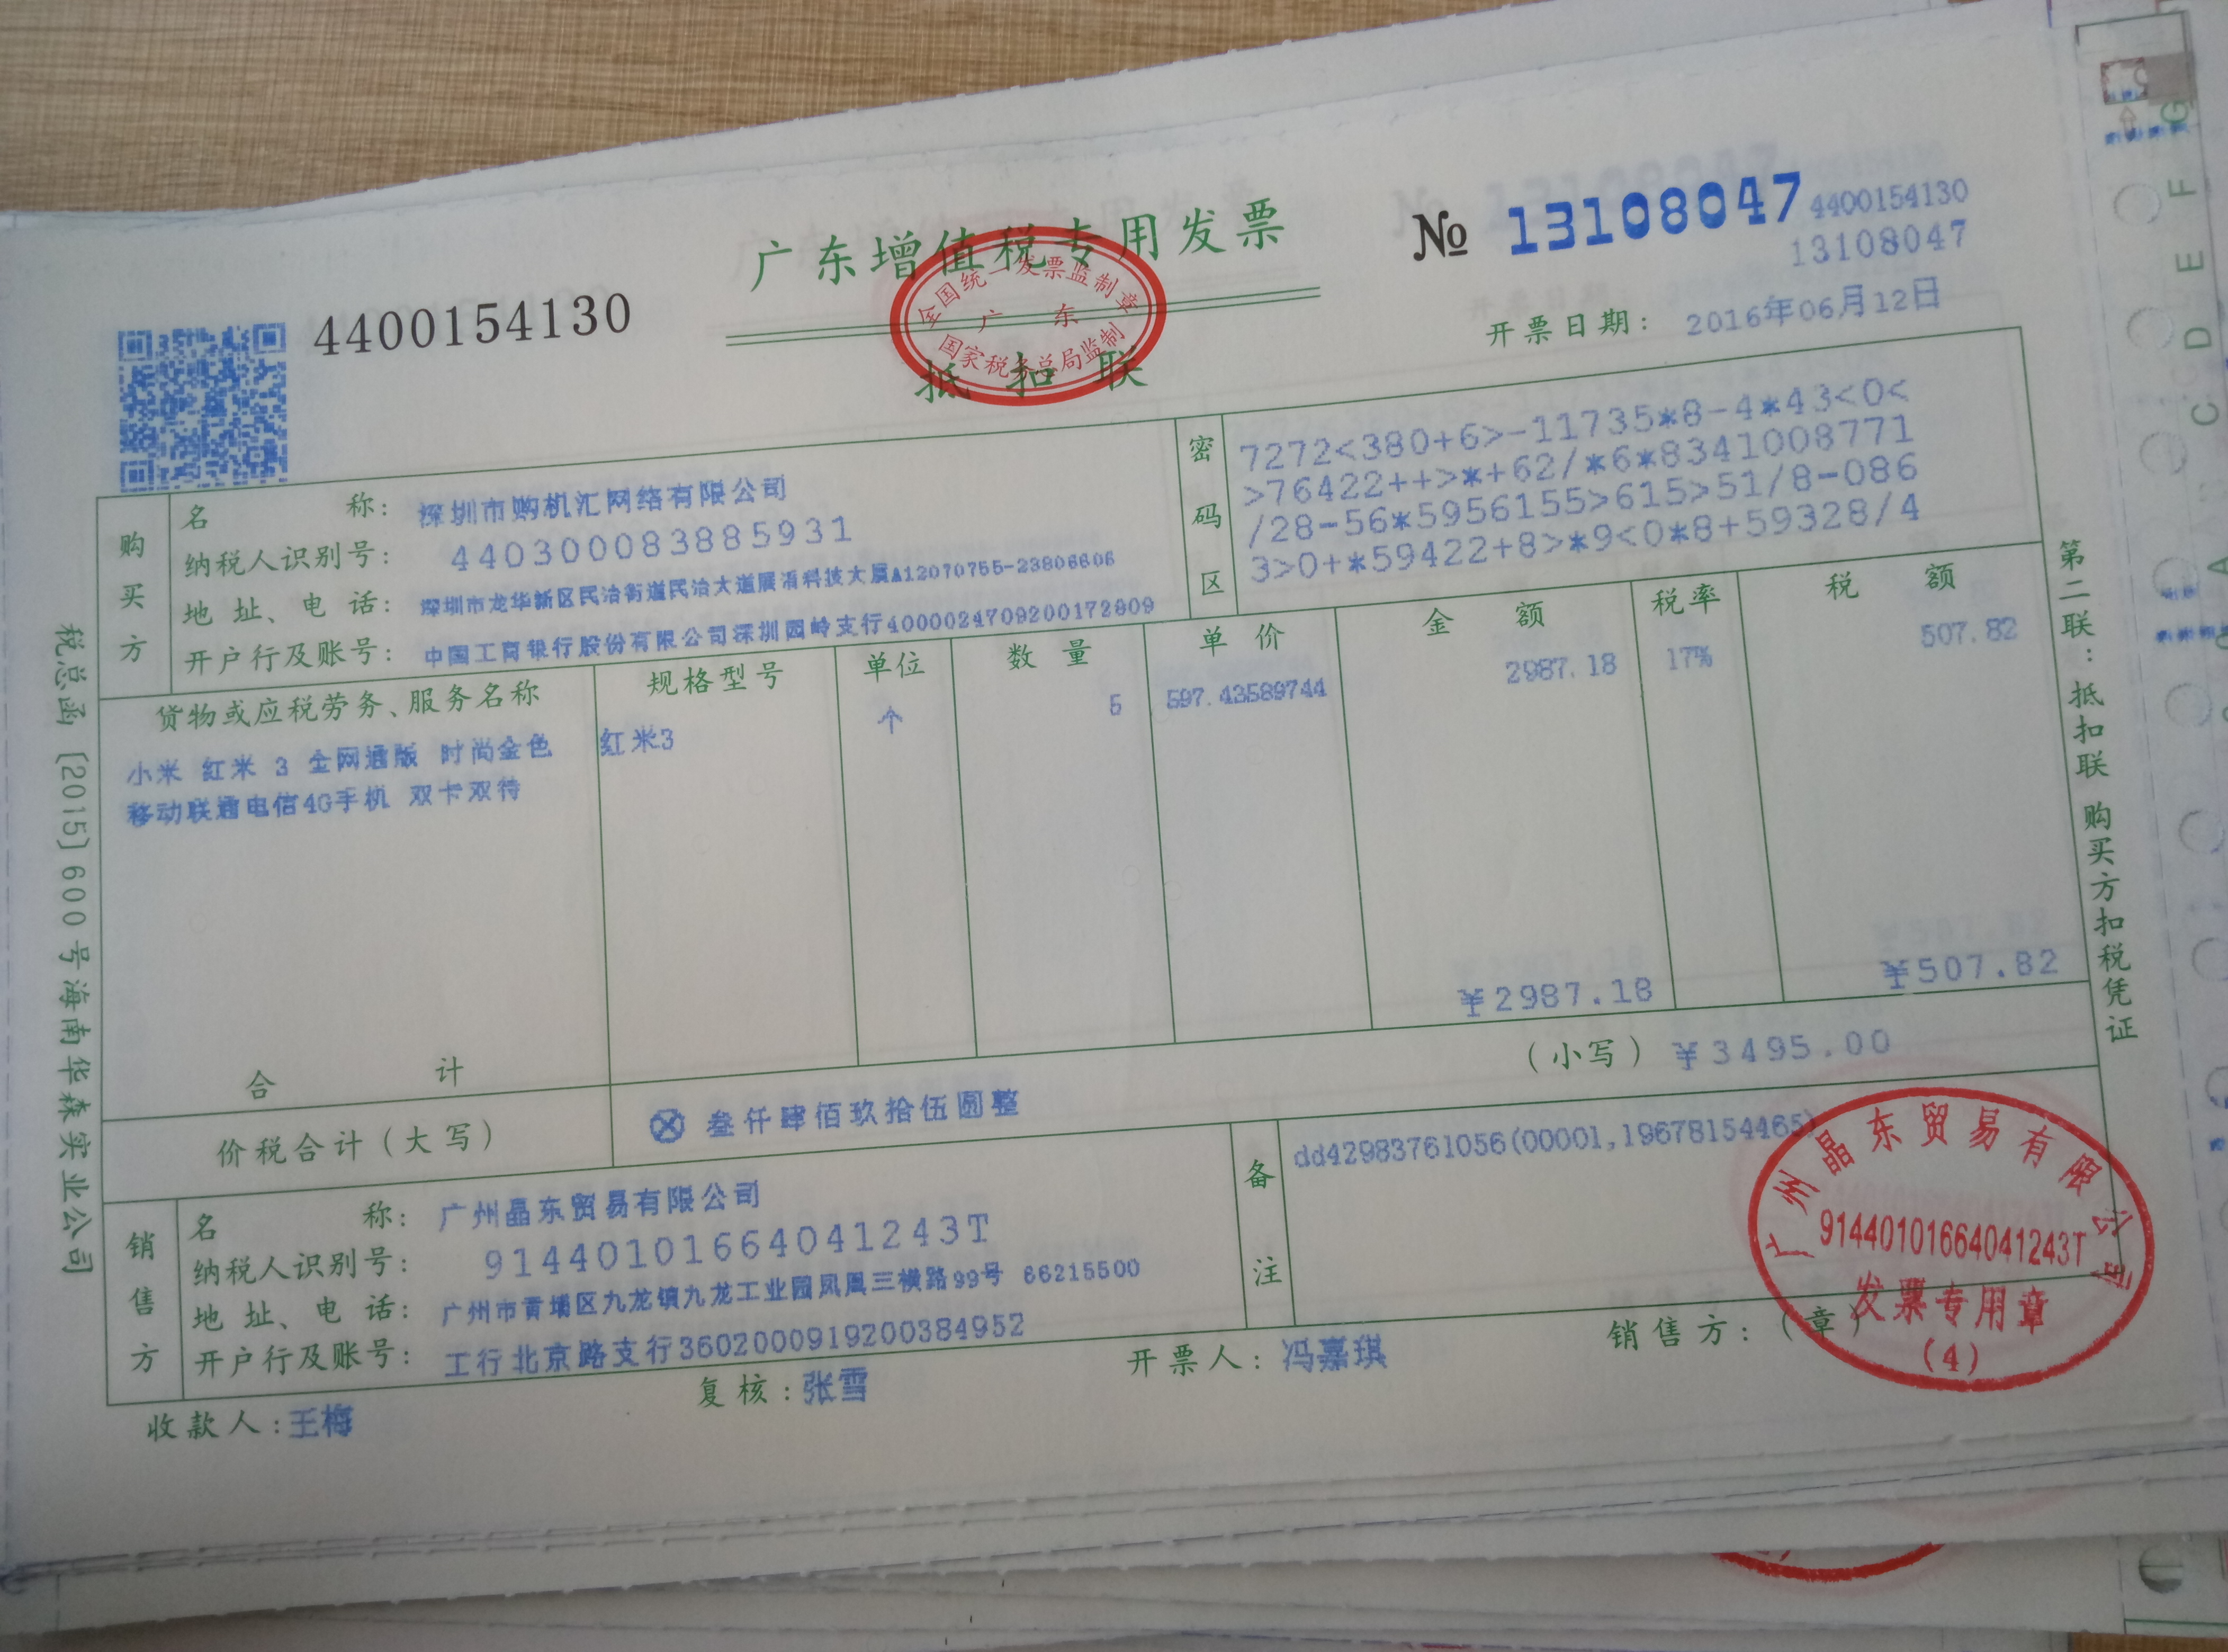 广东增值税专用发票
№ 13108047
4400154130
13108047
4400154130
全国统一发票监制章
广 东
国家税务总局监制
抵 扣 联
开票日期: 2016年06月12日
购买方
名 称: 深圳市购机汇网络有限公司
纳税人识别号: 440300083885931
地 址、电 话: 深圳市龙华新区民治街道民治大道展滔科技大厦A12070755-23806606
开户行及账号: 中国工商银行股份有限公司深圳园岭支行4000024709200172809
密码区
7272<380+6>-11735*8-4*43<0<
>76422++>*+62/*6*8341008771
/28-56*5956155>615>51/8-086
3>0+*59422+8>*9<0*8+59328/4
货物或应税劳务、服务名称 规格型号 单位 数 量 单 价 金 额 税率 税 额
小米 红米 3 全网通版 时尚金色 红米3 个 5 597.43589744 2987.18 17% 507.82
移动联通电信4G手机 双卡双待
合 计 ¥2987.18 ¥507.82
价税合计(大写) ⊗ 叁仟肆佰玖拾伍圆整 (小写) ¥3495.00
销售方
名 称: 广州晶东贸易有限公司
纳税人识别号: 91440101664041243T
地 址、电 话: 广州市黄埔区九龙镇九龙工业园凤凰三横路99号 66215500
开户行及账号: 工行北京路支行3602000919200384952
备注
dd42983761056(00001,19678154465)
收款人:王梅 复核:张雪 开票人:冯嘉琪 销售方:(章)
广州晶东贸易有限公司
91440101664041243T
发票专用章
(4)
税总函[2015]600号海南华森实业公司
第二联:抵扣联 购买方扣税凭证
G
F
E
D
C
A